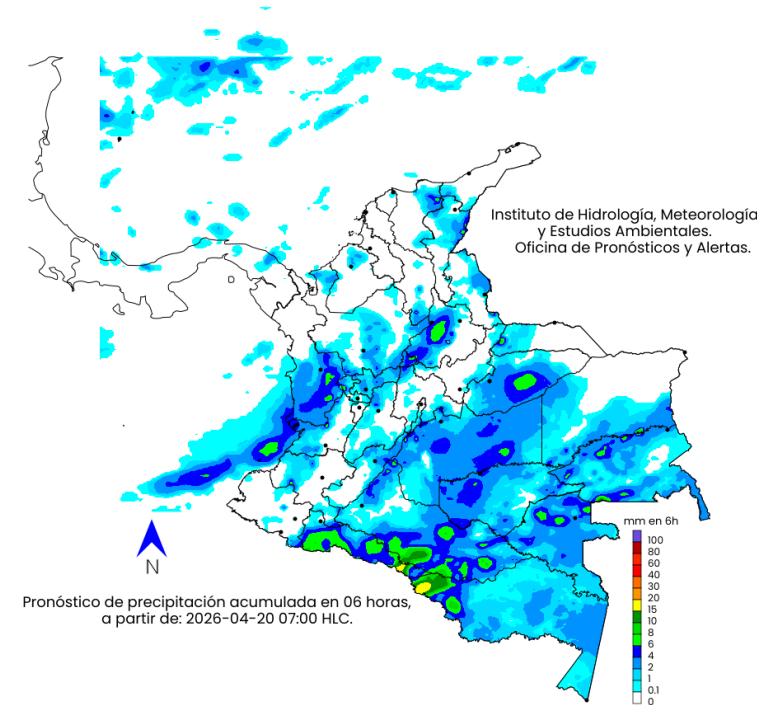 Instituto de Hidrología, Meteorología
y Estudios Ambientales.
Oficina de Pronósticos y Alertas.
mm en 6h
100
80
60
40
30
20
15
10
8
6
4
2
1
0.1
0
N
Pronóstico de precipitación acumulada en 06 horas,
a partir de: 2026-04-20 07:00 HLC.